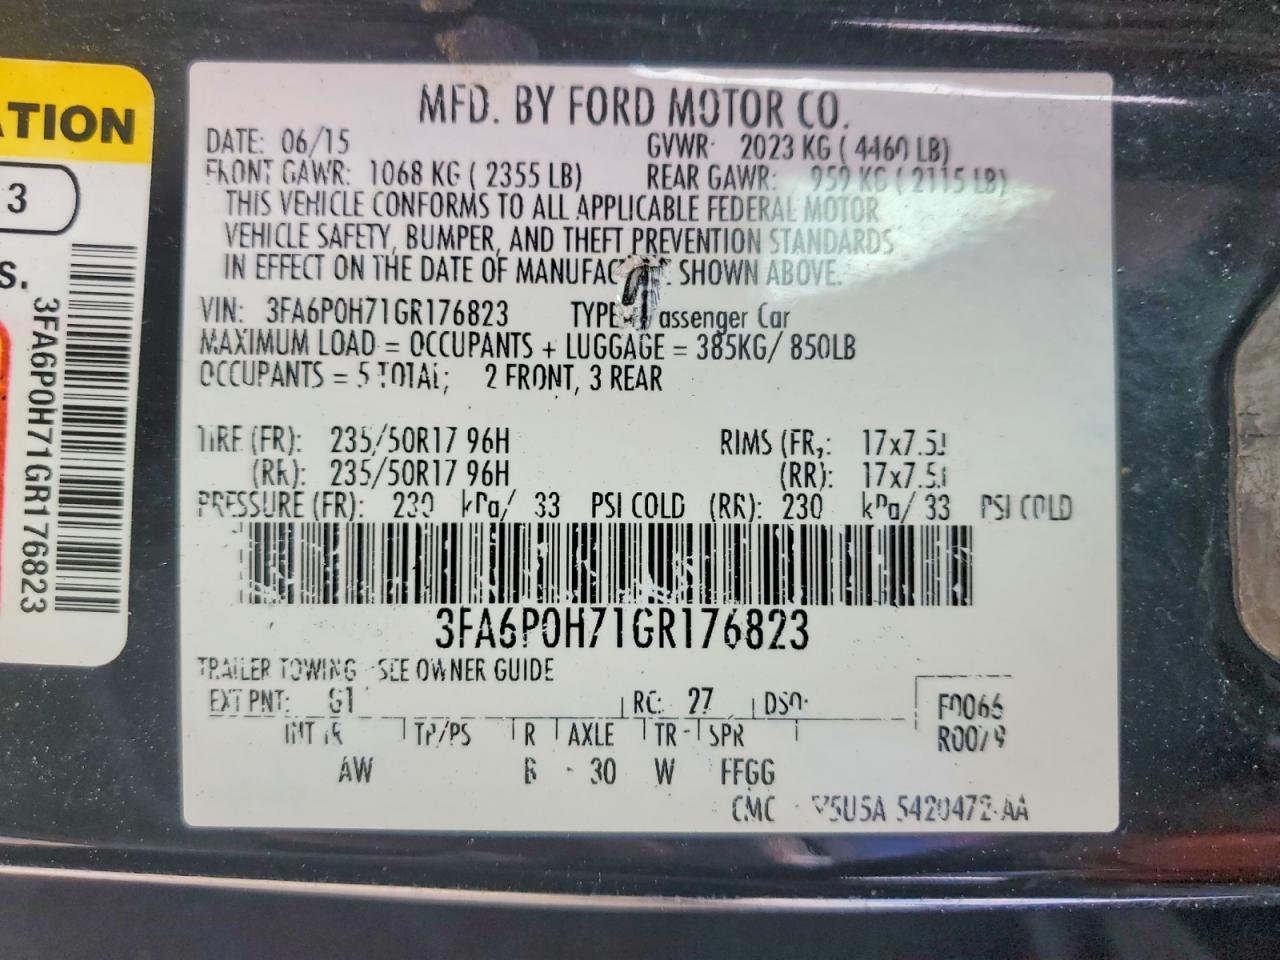 ATION
3
S.
3FA6P0H71GR176823
MFD. BY FORD MOTOR CO.
DATE: 06/15 GVWR: 2023 KG ( 4460 LB)
FRONT GAWR: 1068 KG ( 2355 LB) REAR GAWR: 959 KG ( 2115 LB)
THIS VEHICLE CONFORMS TO ALL APPLICABLE FEDERAL MOTOR
VEHICLE SAFETY, BUMPER, AND THEFT PREVENTION STANDARDS
IN EFFECT ON THE DATE OF MANUFAC SHOWN ABOVE.
VIN: 3FA6P0H71GR176823 TYPE: Passenger Car
MAXIMUM LOAD = OCCUPANTS + LUGGAGE = 385KG/ 850LB
OCCUPANTS = 5 TOTAL; 2 FRONT, 3 REAR
TIRE (FR): 235/50R17 96H RIMS (FR): 17x7.5J
(RR): 235/50R17 96H (RR): 17x7.5J
PRESSURE (FR): 230 kPa/ 33 PSI COLD (RR): 230 kPa/ 33 PSI COLD
3FA6P0H71GR176823
TRAILER TOWING - SEE OWNER GUIDE
EXT PNT: G1 RC: 27 DSO: F0066
INT TR TP/PS R AXLE TR SPR R0079
AW B - 30 W FFGG
CMC 5U5A 5420472-AA